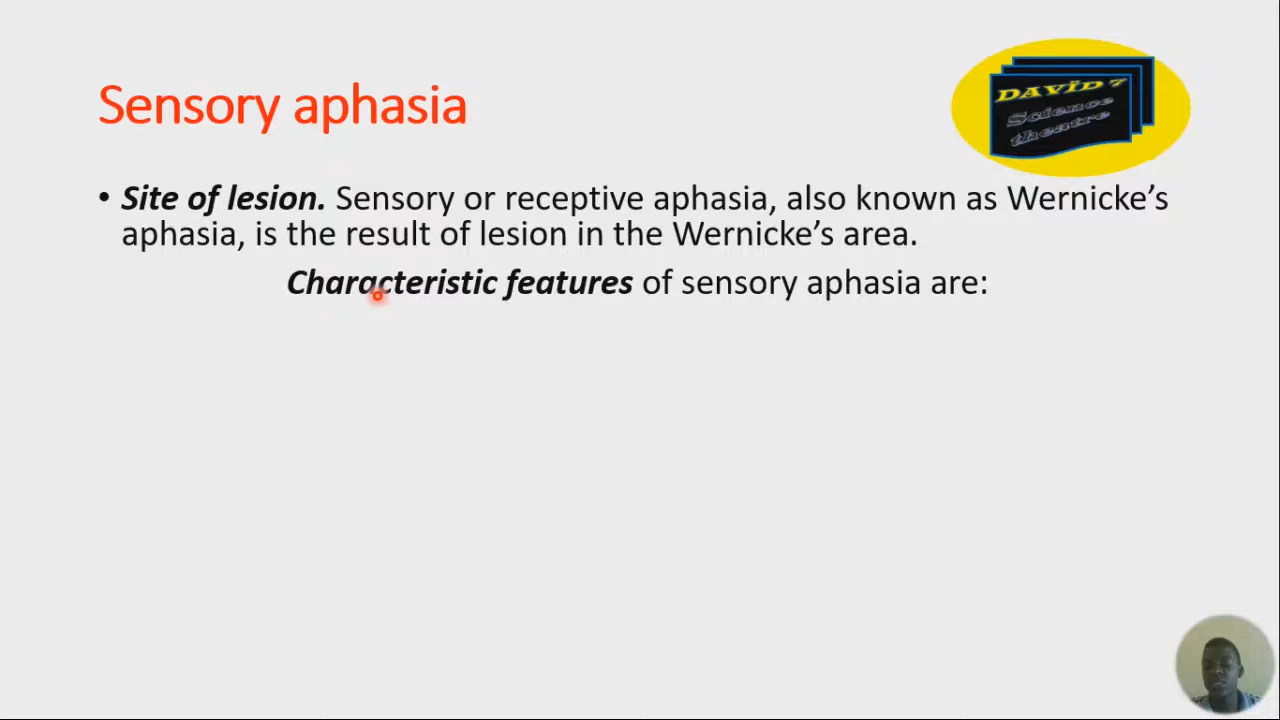 Sensory aphasia
DAVÏD 7
Science
theatre
• Site of lesion. Sensory or receptive aphasia, also known as Wernicke’s
aphasia, is the result of lesion in the Wernicke’s area.
Characteristic features of sensory aphasia are: